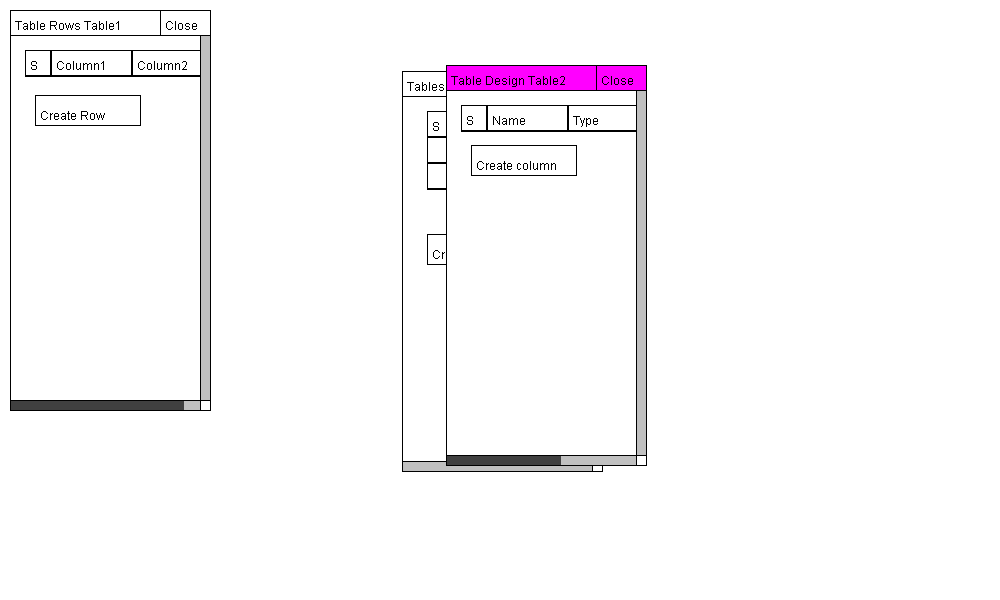 Table Rows Table1 Close
S Column1 Column2
Create Row
Tables
S
Cr
Table Design Table2 Close
S Name Type
Create column